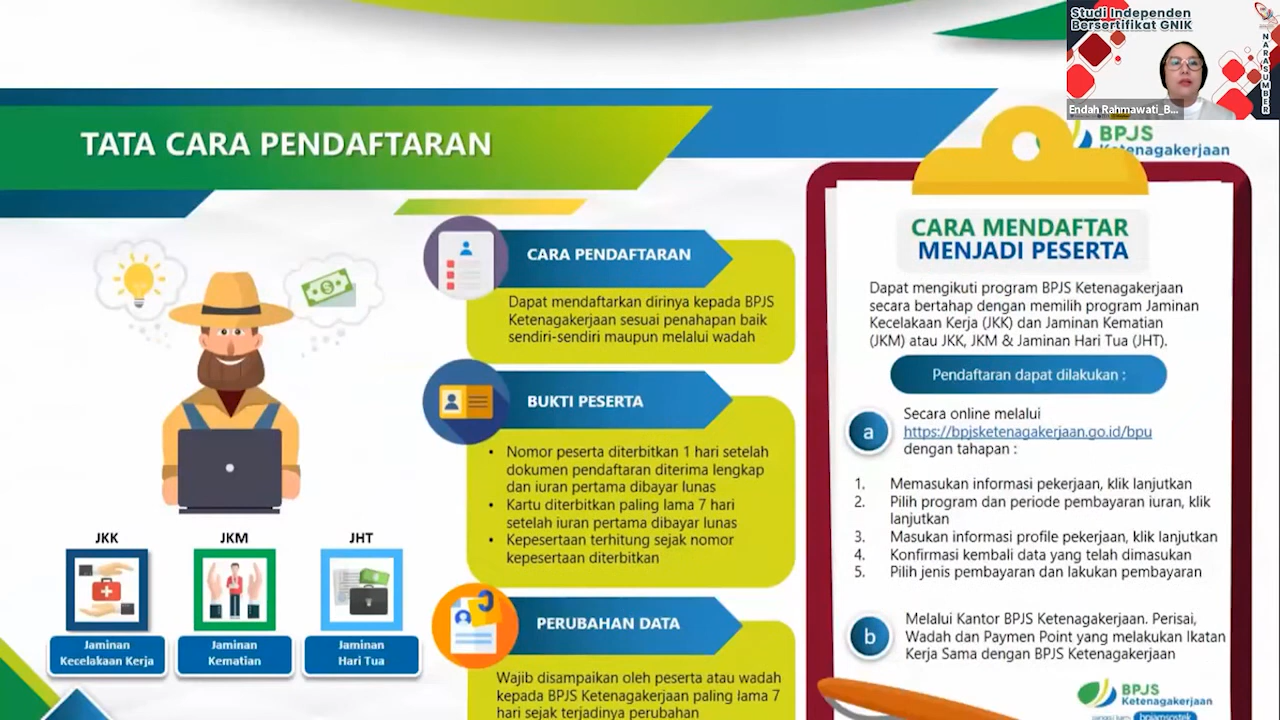 Studi Independen
Bersertifikat GNIK
NARASUMBER
Endah Rahmawati_B...
BPJS
Ketenagakerjaan
TATA CARA PENDAFTARAN
JKK
JKM
JHT
Jaminan
Kecelakaan Kerja
Jaminan
Kematian
Jaminan
Hari Tua
CARA PENDAFTARAN
Dapat mendaftarkan dirinya kepada BPJS
Ketenagakerjaan sesuai penahapan baik
sendiri-sendiri maupun melalui wadah
BUKTI PESERTA
• Nomor peserta diterbitkan 1 hari setelah
dokumen pendaftaran diterima lengkap
dan iuran pertama dibayar lunas
• Kartu diterbitkan paling lama 7 hari
setelah iuran pertama dibayar lunas
• Kepesertaan terhitung sejak nomor
kepesertaan diterbitkan
PERUBAHAN DATA
Wajib disampaikan oleh peserta atau wadah
kepada BPJS Ketenagakerjaan paling lama 7
hari sejak terjadinya perubahan
CARA MENDAFTAR
MENJADI PESERTA
Dapat mengikuti program BPJS Ketenagakerjaan
secara bertahap dengan memilih program Jaminan
Kecelakaan Kerja (JKK) dan Jaminan Kematian
(JKM) atau JKK, JKM & Jaminan Hari Tua (JHT).
Pendaftaran dapat dilakukan :
a
Secara online melalui
https://bpjsketenagakerjaan.go.id/bpu
dengan tahapan :
1. Memasukan informasi pekerjaan, klik lanjutkan
2. Pilih program dan periode pembayaran iuran, klik
lanjutkan
3. Masukan informasi profile pekerjaan, klik lanjutkan
4. Konfirmasi kembali data yang telah dimasukan
5. Pilih jenis pembayaran dan lakukan pembayaran
b
Melalui Kantor BPJS Ketenagakerjaan. Perisai,
Wadah dan Paymen Point yang melakukan Ikatan
Kerja Sama dengan BPJS Ketenagakerjaan
BPJS
Ketenagakerjaan